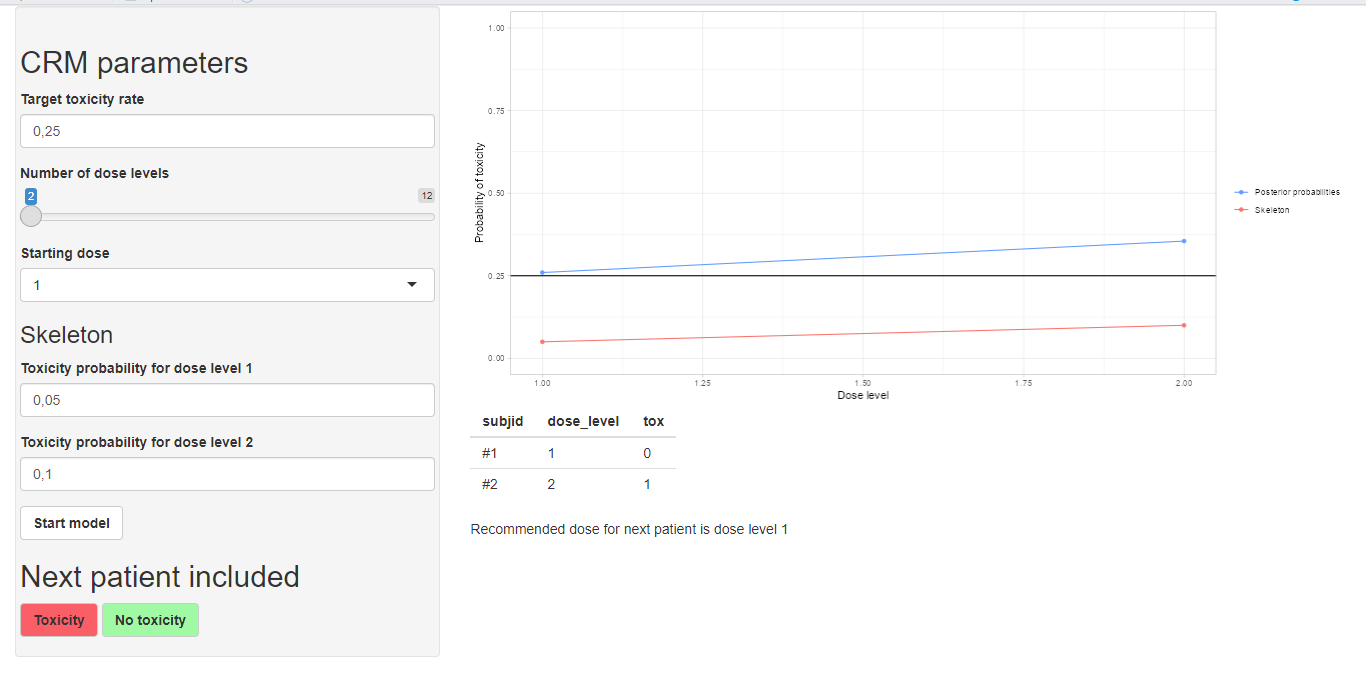 CRM parameters
Target toxicity rate
0,25
Number of dose levels
2
12
Starting dose
1
Skeleton
Toxicity probability for dose level 1
0,05
Toxicity probability for dose level 2
0,1
Start model
Next patient included
Toxicity No toxicity
Probability of toxicity
1.00
0.75
0.50
0.25
0.00
1.00 1.25 1.50 1.75 2.00
Dose level
Posterior probabilities
Skeleton
subjid dose_level tox
#1 1 0
#2 2 1
Recommended dose for next patient is dose level 1